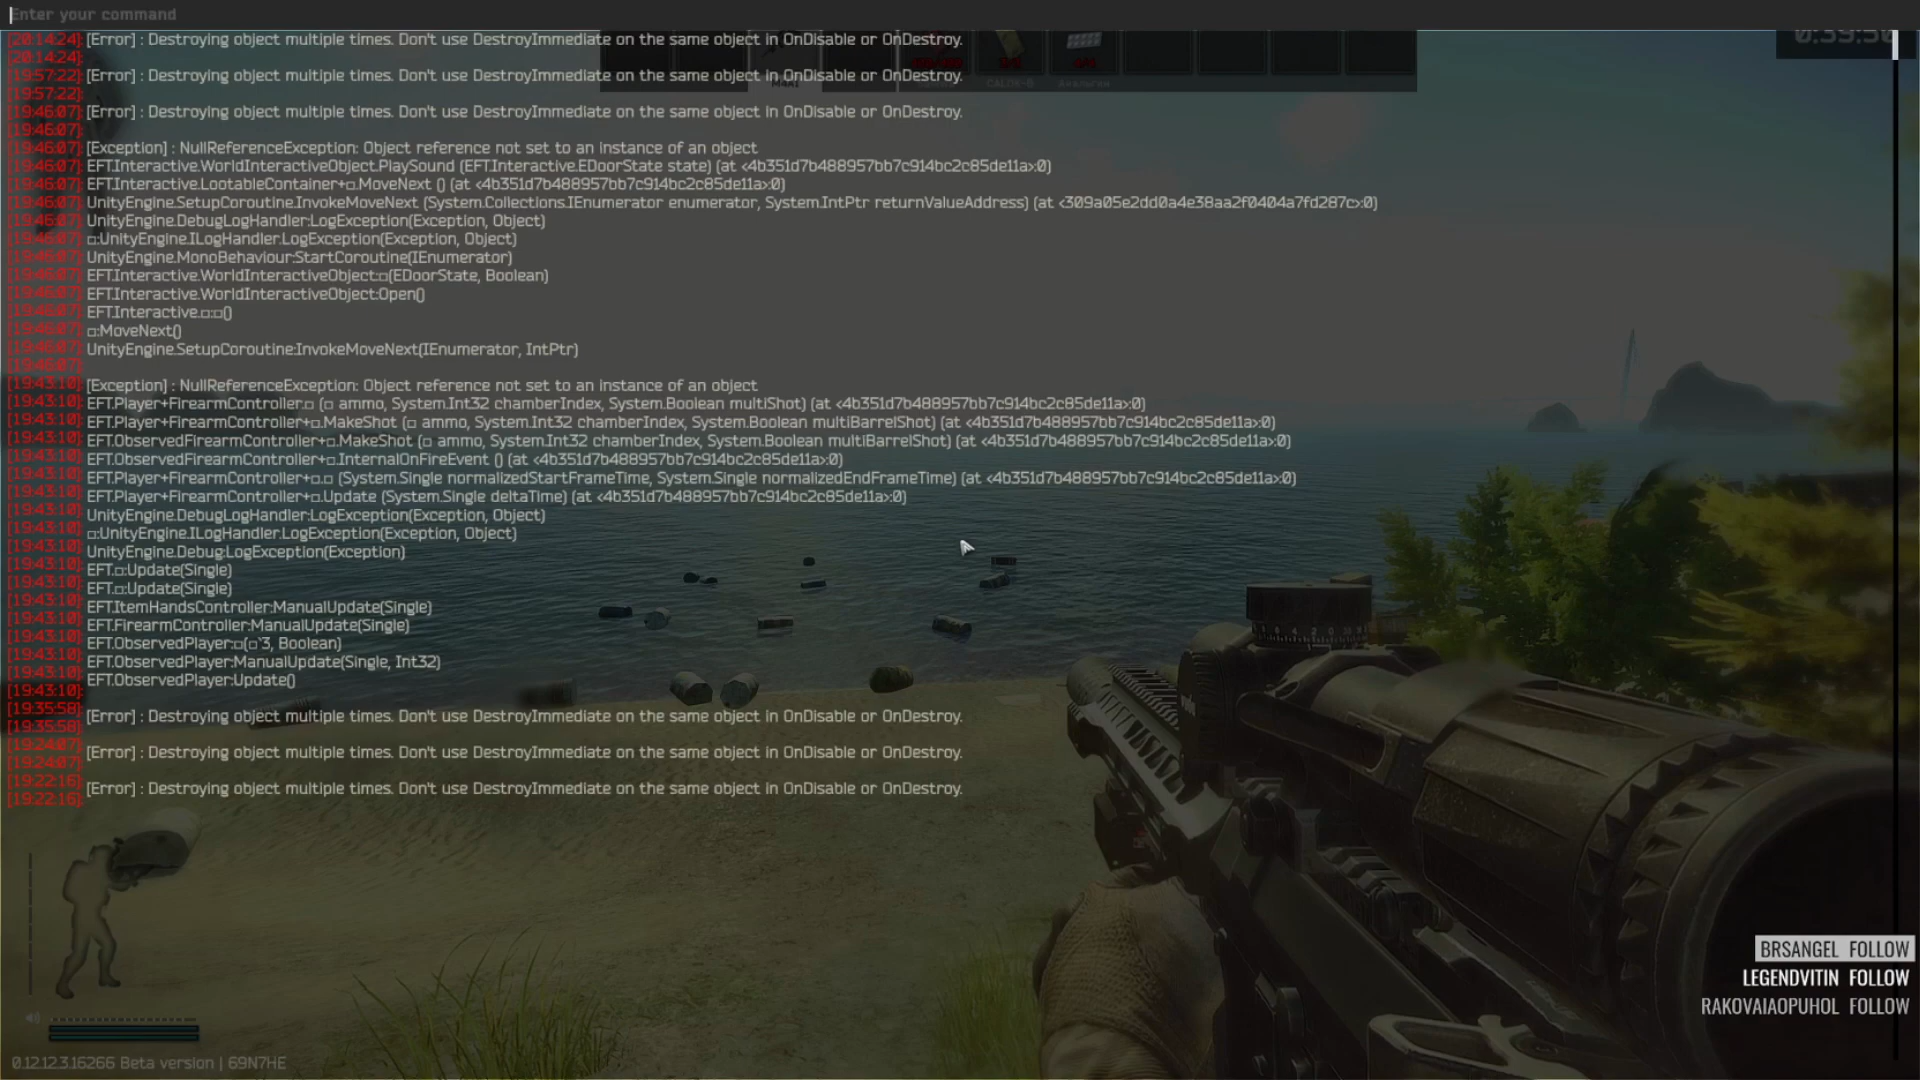 Enter your command
[20:14:24]: [Error] : Destroying object multiple times. Don't use DestroyImmediate on the same object in OnDisable or OnDestroy.
[20:14:24]:
[19:57:22]: [Error] : Destroying object multiple times. Don't use DestroyImmediate on the same object in OnDisable or OnDestroy.
[19:57:22]:
[19:46:07]: [Error] : Destroying object multiple times. Don't use DestroyImmediate on the same object in OnDisable or OnDestroy.
[19:46:07]:
[19:46:07]: [Exception] : NullReferenceException: Object reference not set to an instance of an object
[19:46:07]: EFT.Interactive.WorldInteractiveObject.PlaySound (EFT.Interactive.EDoorState state) (at <4b351d7b488957bb7c914bc2c85de11a>:0)
[19:46:07]: EFT.Interactive.LootableContainer+□.MoveNext () (at <4b351d7b488957bb7c914bc2c85de11a>:0)
[19:46:07]: UnityEngine.SetupCoroutine.InvokeMoveNext (System.Collections.IEnumerator enumerator, System.IntPtr returnValueAddress) (at <309a05e2dd0a4e38aa2f0404a7fd287c>:0)
[19:46:07]: UnityEngine.DebugLogHandler:LogException(Exception, Object)
[19:46:07]: □:UnityEngine.ILogHandler.LogException(Exception, Object)
[19:46:07]: UnityEngine.MonoBehaviour:StartCoroutine(IEnumerator)
[19:46:07]: EFT.Interactive.WorldInteractiveObject:□(EDoorState, Boolean)
[19:46:07]: EFT.Interactive.WorldInteractiveObject:Open()
[19:46:07]: EFT.Interactive.□:□()
[19:46:07]: □:MoveNext()
[19:46:07]: UnityEngine.SetupCoroutine:InvokeMoveNext(IEnumerator, IntPtr)
[19:46:07]:
[19:43:10]: [Exception] : NullReferenceException: Object reference not set to an instance of an object
[19:43:10]: EFT.Player+FirearmController.□ (□ ammo, System.Int32 chamberIndex, System.Boolean multiShot) (at <4b351d7b488957bb7c914bc2c85de11a>:0)
[19:43:10]: EFT.Player+FirearmController+□.MakeShot (□ ammo, System.Int32 chamberIndex, System.Boolean multiBarrelShot) (at <4b351d7b488957bb7c914bc2c85de11a>:0)
[19:43:10]: EFT.ObservedFirearmController+□.MakeShot (□ ammo, System.Int32 chamberIndex, System.Boolean multiBarrelShot) (at <4b351d7b488957bb7c914bc2c85de11a>:0)
[19:43:10]: EFT.ObservedFirearmController+□.InternalOnFireEvent () (at <4b351d7b488957bb7c914bc2c85de11a>:0)
[19:43:10]: EFT.Player+FirearmController+□.□ (System.Single normalizedStartFrameTime, System.Single normalizedEndFrameTime) (at <4b351d7b488957bb7c914bc2c85de11a>:0)
[19:43:10]: EFT.Player+FirearmController+□.Update (System.Single deltaTime) (at <4b351d7b488957bb7c914bc2c85de11a>:0)
[19:43:10]: UnityEngine.DebugLogHandler:LogException(Exception, Object)
[19:43:10]: □:UnityEngine.ILogHandler.LogException(Exception, Object)
[19:43:10]: UnityEngine.Debug:LogException(Exception)
[19:43:10]: EFT.□:Update(Single)
[19:43:10]: EFT.□:Update(Single)
[19:43:10]: EFT.ItemHandsController:ManualUpdate(Single)
[19:43:10]: EFT.FirearmController:ManualUpdate(Single)
[19:43:10]: EFT.ObservedPlayer:□(□`3, Boolean)
[19:43:10]: EFT.ObservedPlayer:ManualUpdate(Single, Int32)
[19:43:10]: EFT.ObservedPlayer:Update()
[19:43:10]:
[19:35:58]: [Error] : Destroying object multiple times. Don't use DestroyImmediate on the same object in OnDisable or OnDestroy.
[19:35:58]:
[19:24:07]: [Error] : Destroying object multiple times. Don't use DestroyImmediate on the same object in OnDisable or OnDestroy.
[19:24:07]:
[19:22:16]: [Error] : Destroying object multiple times. Don't use DestroyImmediate on the same object in OnDisable or OnDestroy.
[19:22:16]:
M4A1
CALOK-B
Анальгин
0:39:50
BRSANGEL FOLLOW
LEGENDVITIN FOLLOW
RAKOVAIAOPUHOL FOLLOW
0.12.12.3.16266 Beta version | 69N7HE